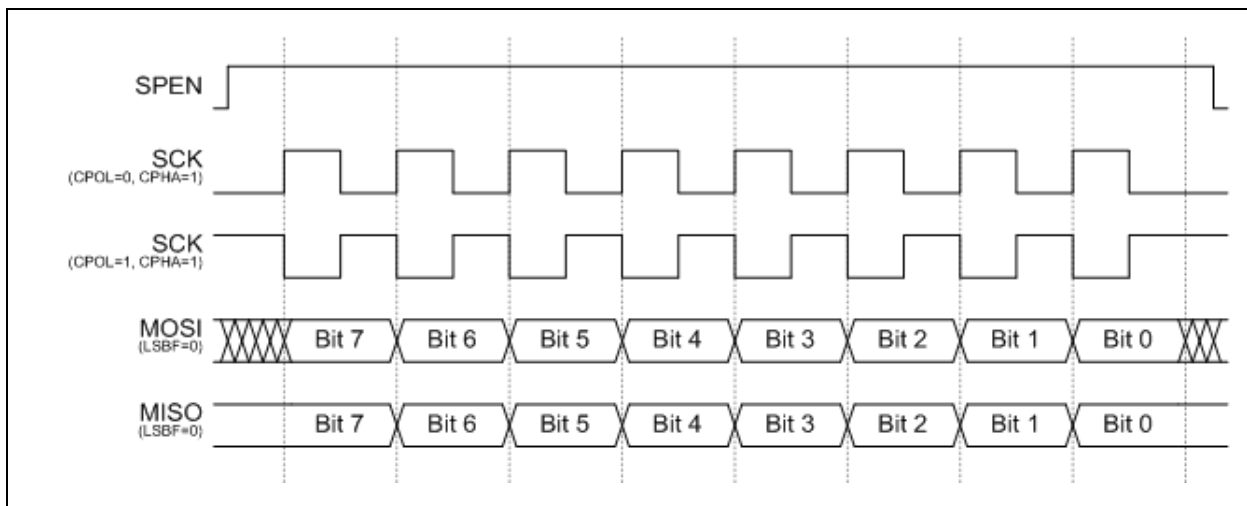 SPEN
SCK
(CPOL=0, CPHA=1)
SCK
(CPOL=1, CPHA=1)
MOSI
(LSBF=0)
Bit 7 Bit 6 Bit 5 Bit 4 Bit 3 Bit 2 Bit 1 Bit 0
MISO
(LSBF=0)
Bit 7 Bit 6 Bit 5 Bit 4 Bit 3 Bit 2 Bit 1 Bit 0